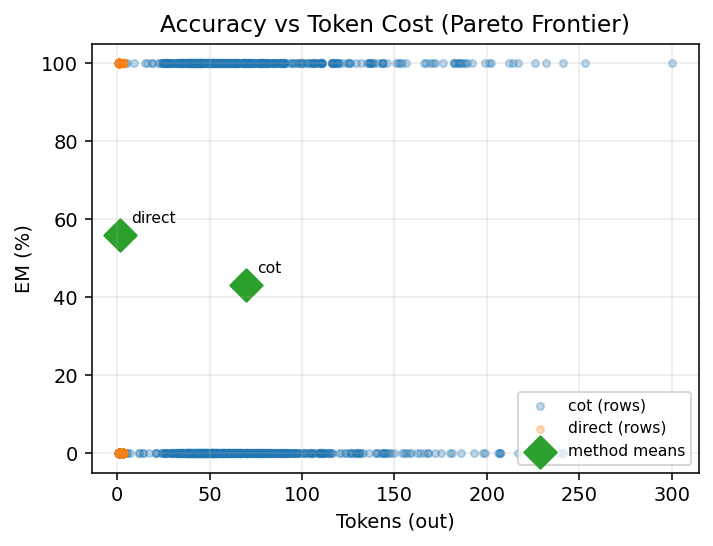 Accuracy vs Token Cost (Pareto Frontier)
EM (%)
100
80
60
40
20
0
direct
cot
cot (rows)
direct (rows)
method means
0 50 100 150 200 250 300
Tokens (out)